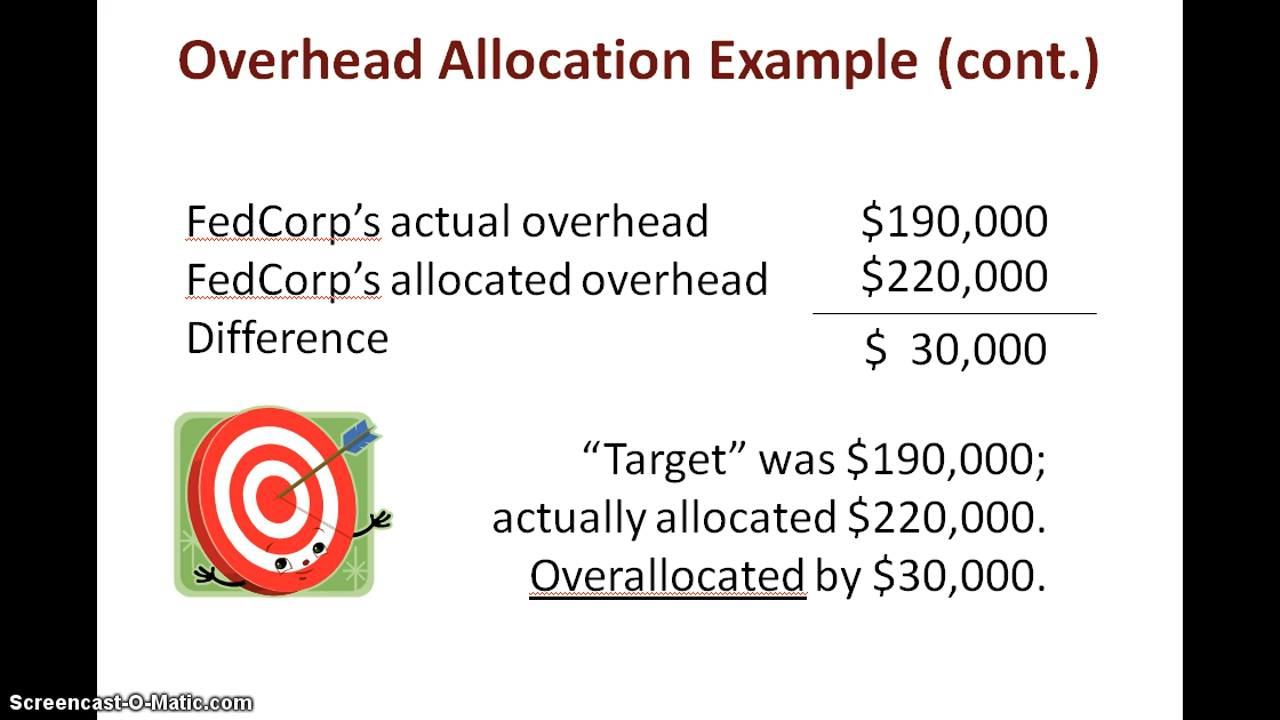 Overhead Allocation Example (cont.)
FedCorp’s actual overhead $190,000
FedCorp’s allocated overhead $220,000
Difference $ 30,000
“Target” was $190,000;
actually allocated $220,000.
Overallocated by $30,000.
Screencast-O-Matic.com